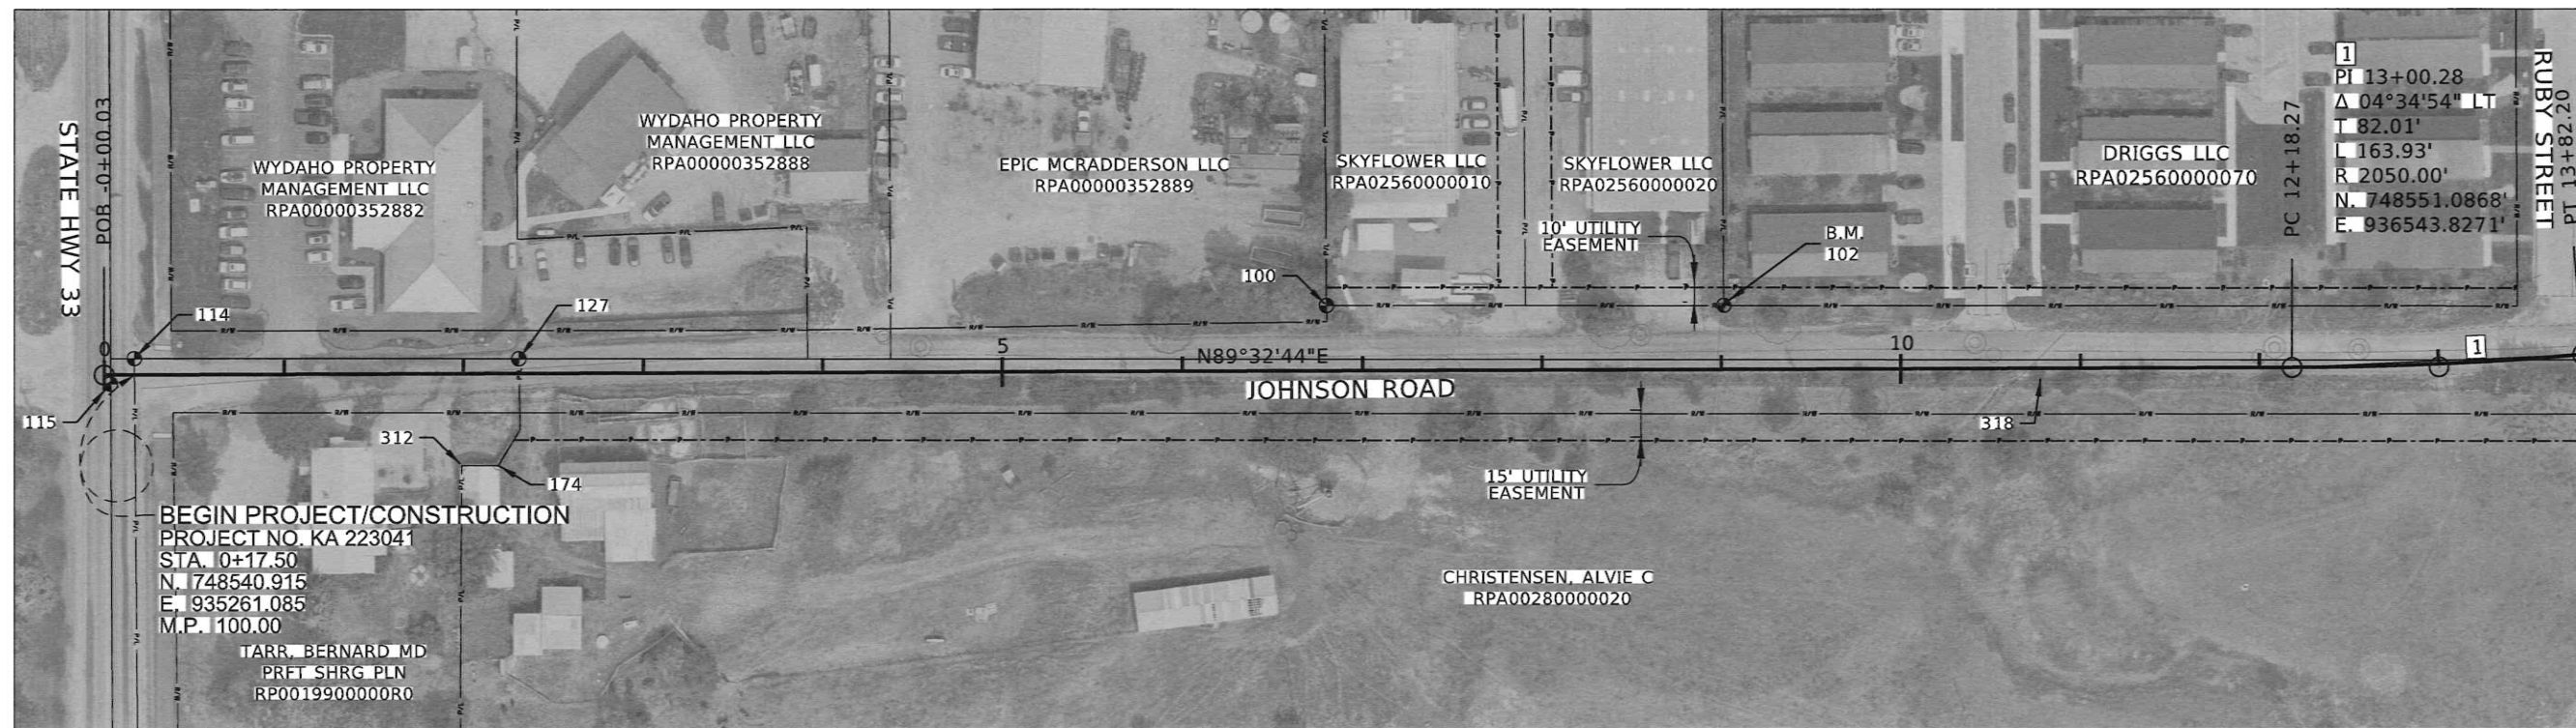 STATE HWY 33
POB -0+00.03
WYDAHO PROPERTY
MANAGEMENT LLC
RPA00000352882
WYDAHO PROPERTY
MANAGEMENT LLC
RPA00000352888
EPIC MCRADDERSON LLC
RPA00000352889
SKYFLOWER LLC
RPA02560000010
SKYFLOWER LLC
RPA02560000020
DRIGGS LLC
RPA02560000070
PC 12+18.27
1
PI 13+00.28
Δ 04°34'54" LT
T 82.01'
L 163.93'
R 2050.00'
N. 748551.0868'
E. 936543.8271'
RUBY STREET
PT 13+82.20
10' UTILITY
EASEMENT
B.M.
102
100
127
114
0
5
N89°32'44"E
10
1
JOHNSON ROAD
115
312
174
318
15' UTILITY
EASEMENT
BEGIN PROJECT/CONSTRUCTION
PROJECT NO. KA 223041
STA. 0+17.50
N. 748540.915
E. 935261.085
M.P. 100.00
TARR, BERNARD MD
PRFT SHRG PLN
RP0019900000R0
CHRISTENSEN, ALVIE C
RPA00280000020